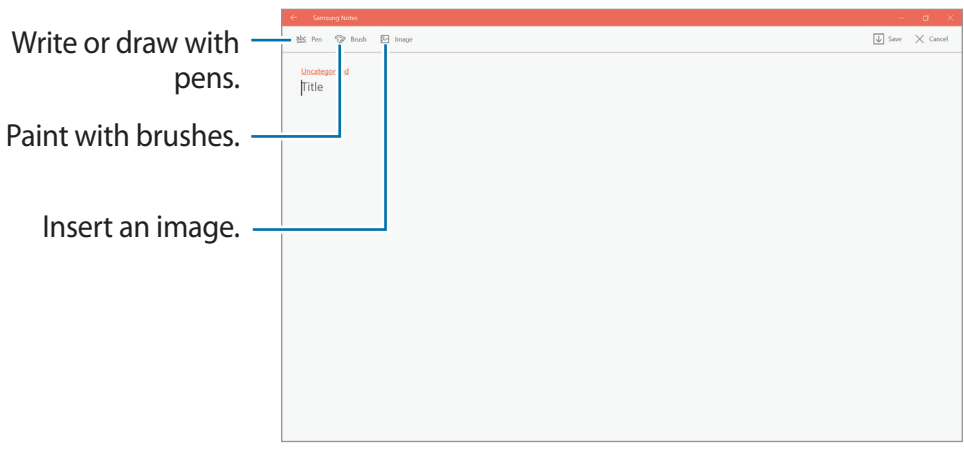 Samsung Notes
Pen Brush Image Save Cancel
Write or draw with
pens.
Uncategorized
Title
Paint with brushes.
Insert an image.